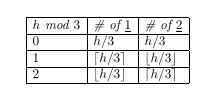 h mod 3 # of 1 # of 2
0 h/3 h/3
1 ⌈h/3⌉ ⌊h/3⌋
2 ⌊h/3⌋ ⌈h/3⌉